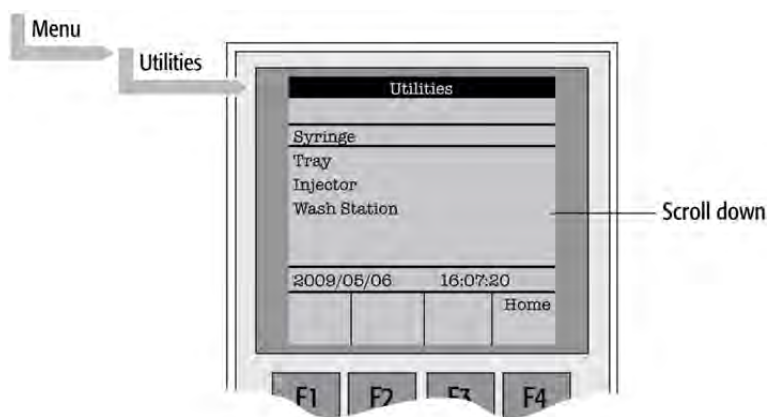 Menu
Utilities
Utilities
Syringe
Tray
Injector
Wash Station
Scroll down
2009/05/06 16:07:20
Home
F1 F2 F3 F4